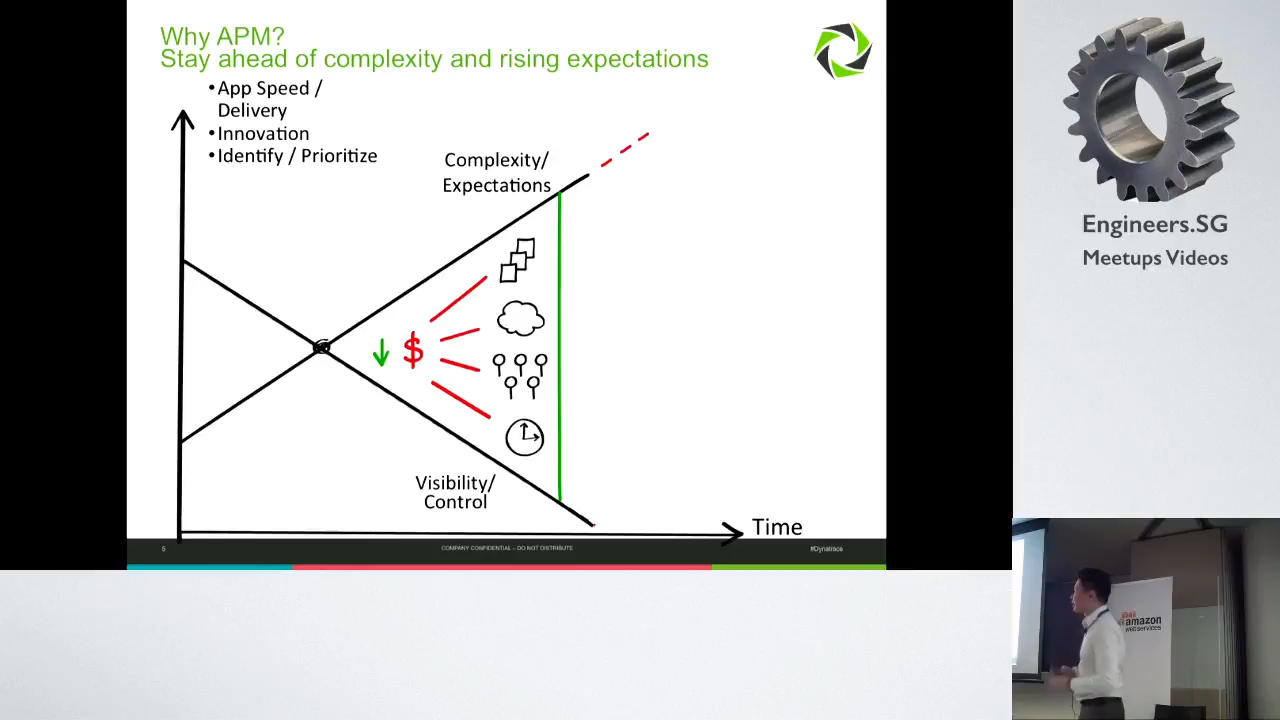 Why APM?
Stay ahead of complexity and rising expectations
•App Speed /
Delivery
•Innovation
•Identify / Prioritize
Complexity/
Expectations
$
Visibility/
Control
Time
5
COMPANY CONFIDENTIAL – DO NOT DISTRIBUTE
#Dynatrace
Engineers.SG
Meetups Videos
amazon
web services